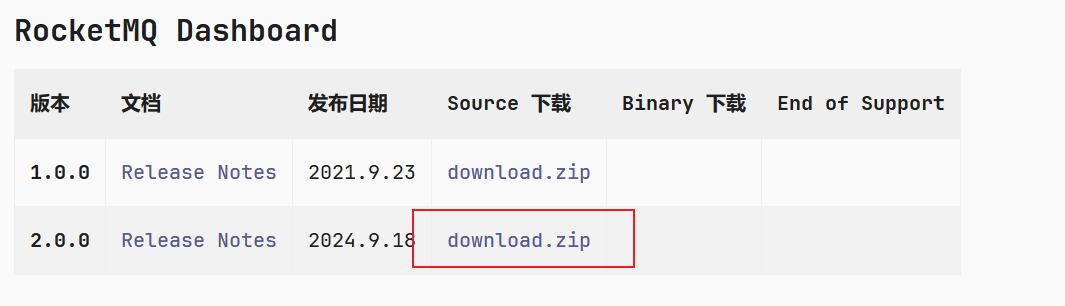 RocketMQ Dashboard
版本 文档 发布日期 Source 下载 Binary 下载 End of Support
1.0.0 Release Notes 2021.9.23 download.zip
2.0.0 Release Notes 2024.9.18 download.zip